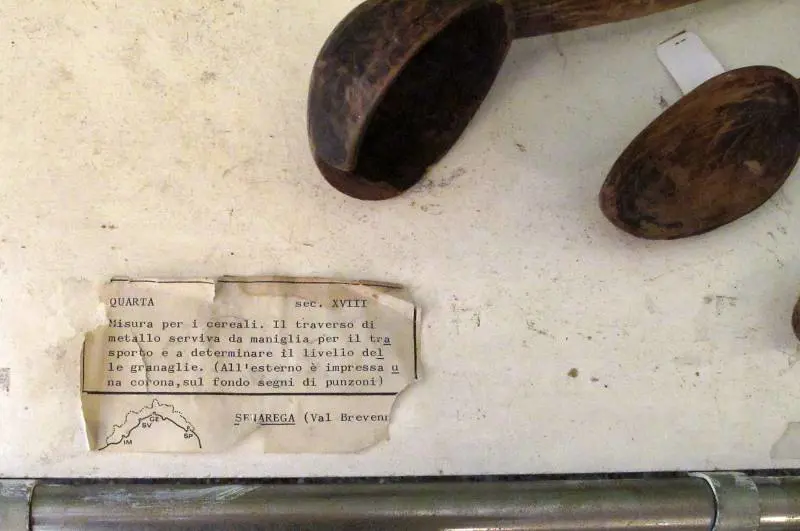 QUARTA sec. XVIII
Misura per i cereali. Il traverso di
metallo serviva da maniglia per il tra
sporto e a determinare il livello del
le granaglie. (All'esterno è impressa u
na corona,sul fondo segni di punzoni)
SENAREGA (Val Brevenn
GE
SV
IM
SP